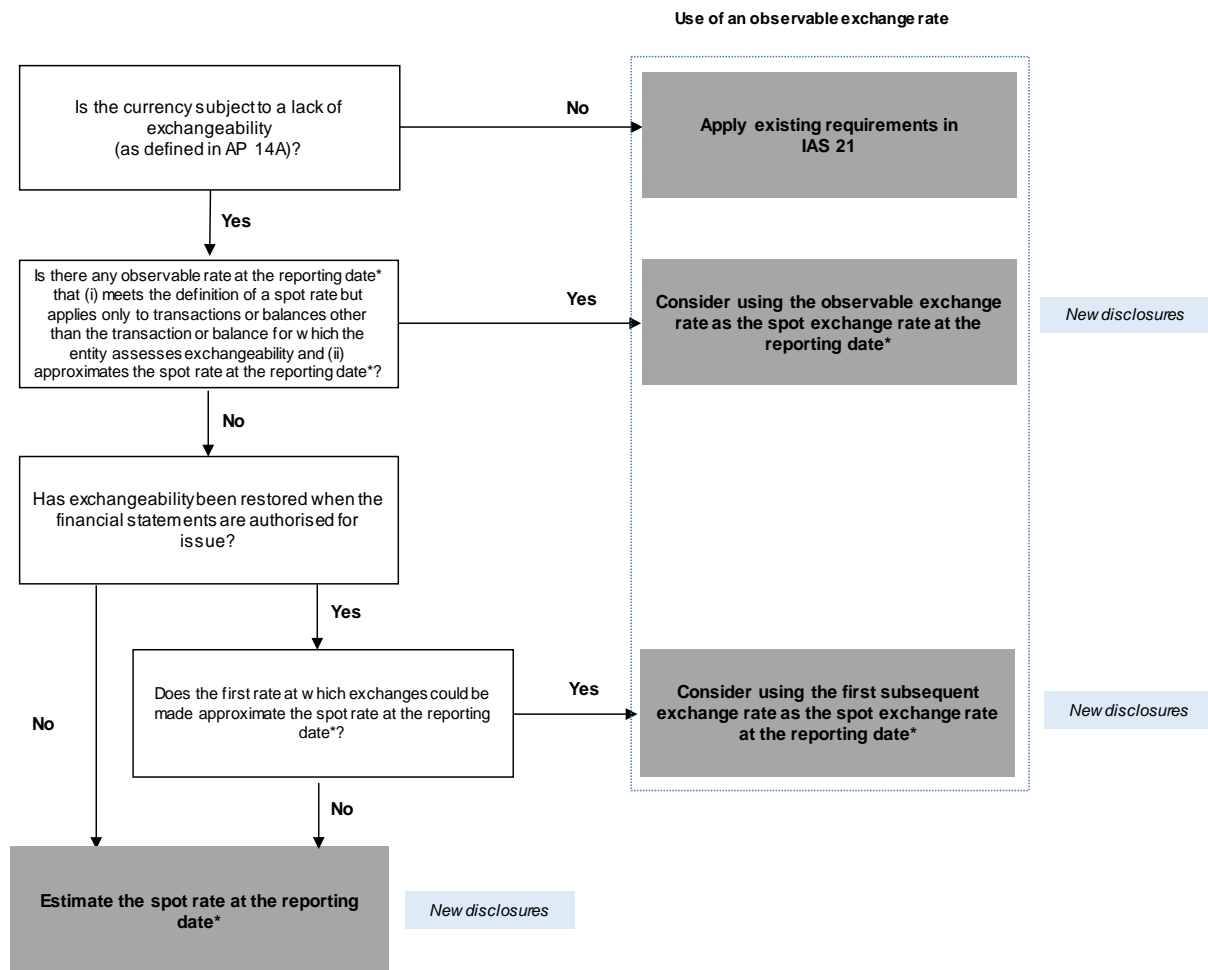 Use of an observable exchange rate
Is the currency subject to a lack of
exchangeability
(as defined in AP 14A)?
No
Apply existing requirements in
IAS 21
Yes
Is there any observable rate at the reporting date*
that (i) meets the definition of a spot rate but
applies only to transactions or balances other
than the transaction or balance for which the
entity assesses exchangeability and (ii)
approximates the spot rate at the reporting date*?
Yes
Consider using the observable exchange
rate as the spot exchange rate at the
reporting date*
New disclosures
No
Has exchangeability been restored when the
financial statements are authorised for
issue?
Yes
No
Does the first rate at which exchanges could be
made approximate the spot rate at the reporting
date*?
Yes
Consider using the first subsequent
exchange rate as the spot exchange rate
at the reporting date*
New disclosures
No
Estimate the spot rate at the reporting
date*
New disclosures